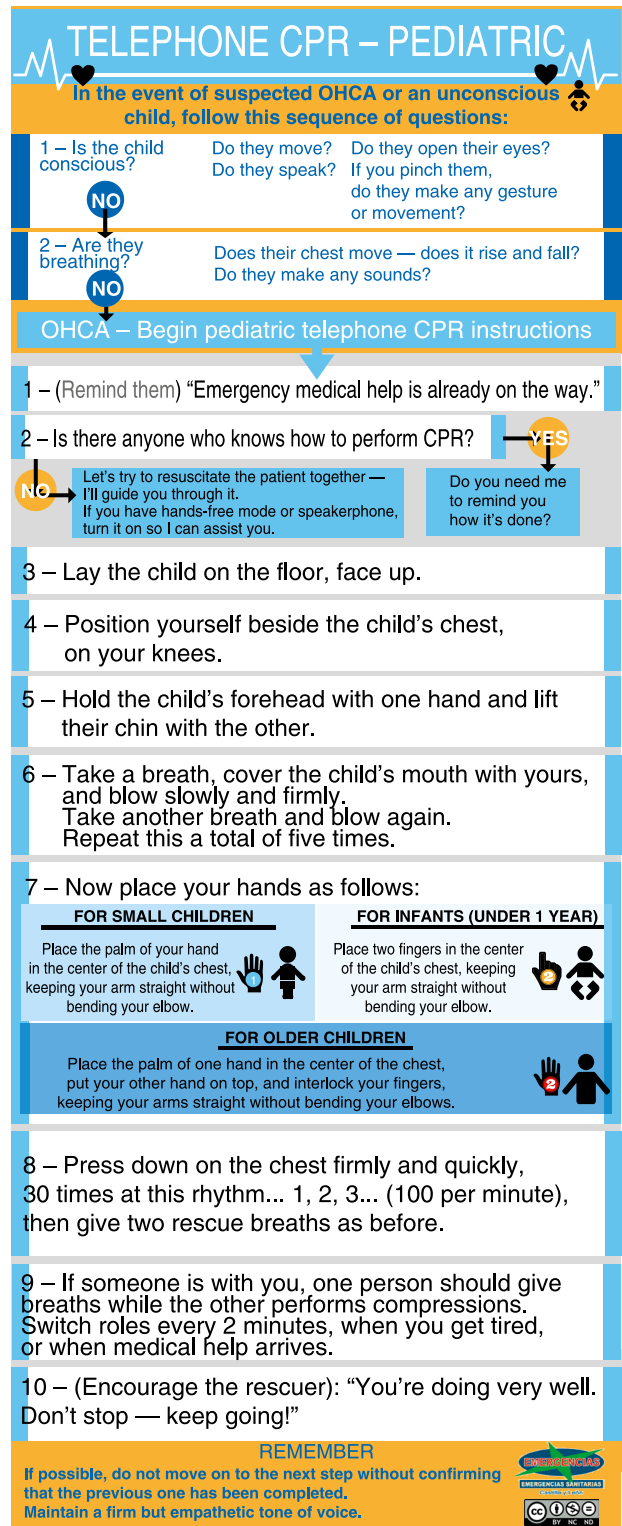 TELEPHONE CPR – PEDIATRIC
In the event of suspected OHCA or an unconscious
child, follow this sequence of questions:
1 – Is the child
conscious?
NO
Do they move?
Do they speak?
Do they open their eyes?
If you pinch them,
do they make any gesture
or movement?
2 – Are they
breathing?
NO
Does their chest move — does it rise and fall?
Do they make any sounds?
OHCA – Begin pediatric telephone CPR instructions
1 – (Remind them) “Emergency medical help is already on the way.”
2 – Is there anyone who knows how to perform CPR?
YES
NO
Let’s try to resuscitate the patient together —
I’ll guide you through it.
If you have hands-free mode or speakerphone,
turn it on so I can assist you.
Do you need me
to remind you
how it’s done?
3 – Lay the child on the floor, face up.
4 – Position yourself beside the child’s chest,
on your knees.
5 – Hold the child’s forehead with one hand and lift
their chin with the other.
6 – Take a breath, cover the child’s mouth with yours,
and blow slowly and firmly.
Take another breath and blow again.
Repeat this a total of five times.
7 – Now place your hands as follows:
FOR SMALL CHILDREN
Place the palm of your hand
in the center of the child’s chest,
keeping your arm straight without
bending your elbow.
1
FOR INFANTS (UNDER 1 YEAR)
Place two fingers in the center
of the child’s chest, keeping
your arm straight without
bending your elbow.
2
FOR OLDER CHILDREN
Place the palm of one hand in the center of the chest,
put your other hand on top, and interlock your fingers,
keeping your arms straight without bending your elbows.
2
8 – Press down on the chest firmly and quickly,
30 times at this rhythm... 1, 2, 3... (100 per minute),
then give two rescue breaths as before.
9 – If someone is with you, one person should give
breaths while the other performs compressions.
Switch roles every 2 minutes, when you get tired,
or when medical help arrives.
10 – (Encourage the rescuer): “You’re doing very well.
Don’t stop — keep going!”
REMEMBER
If possible, do not move on to the next step without confirming
that the previous one has been completed.
Maintain a firm but empathetic tone of voice.
EMERGENCIAS
EMERGENCIAS SANITARIAS
Castilla y León
cc
BY NC ND